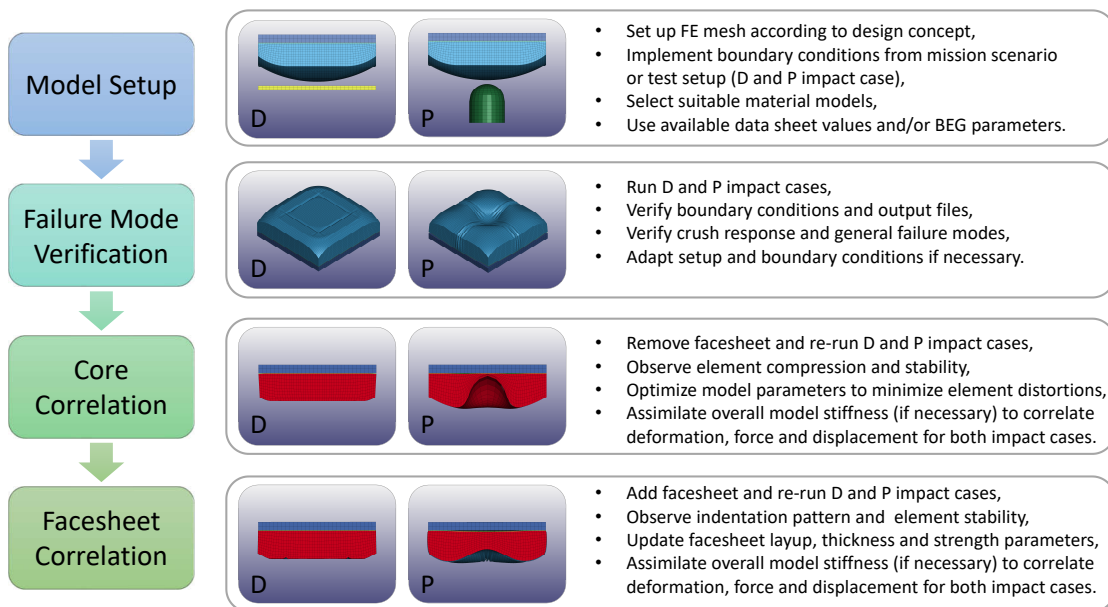 Model Setup
D
P
• Set up FE mesh according to design concept,
• Implement boundary conditions from mission scenario
or test setup (D and P impact case),
• Select suitable material models,
• Use available data sheet values and/or BEG parameters.
Failure Mode
Verification
D
P
• Run D and P impact cases,
• Verify boundary conditions and output files,
• Verify crush response and general failure modes,
• Adapt setup and boundary conditions if necessary.
Core
Correlation
D
P
• Remove facesheet and re-run D and P impact cases,
• Observe element compression and stability,
• Optimize model parameters to minimize element distortions,
• Assimilate overall model stiffness (if necessary) to correlate
deformation, force and displacement for both impact cases.
Facesheet
Correlation
D
P
• Add facesheet and re-run D and P impact cases,
• Observe indentation pattern and element stability,
• Update facesheet layup, thickness and strength parameters,
• Assimilate overall model stiffness (if necessary) to correlate
deformation, force and displacement for both impact cases.